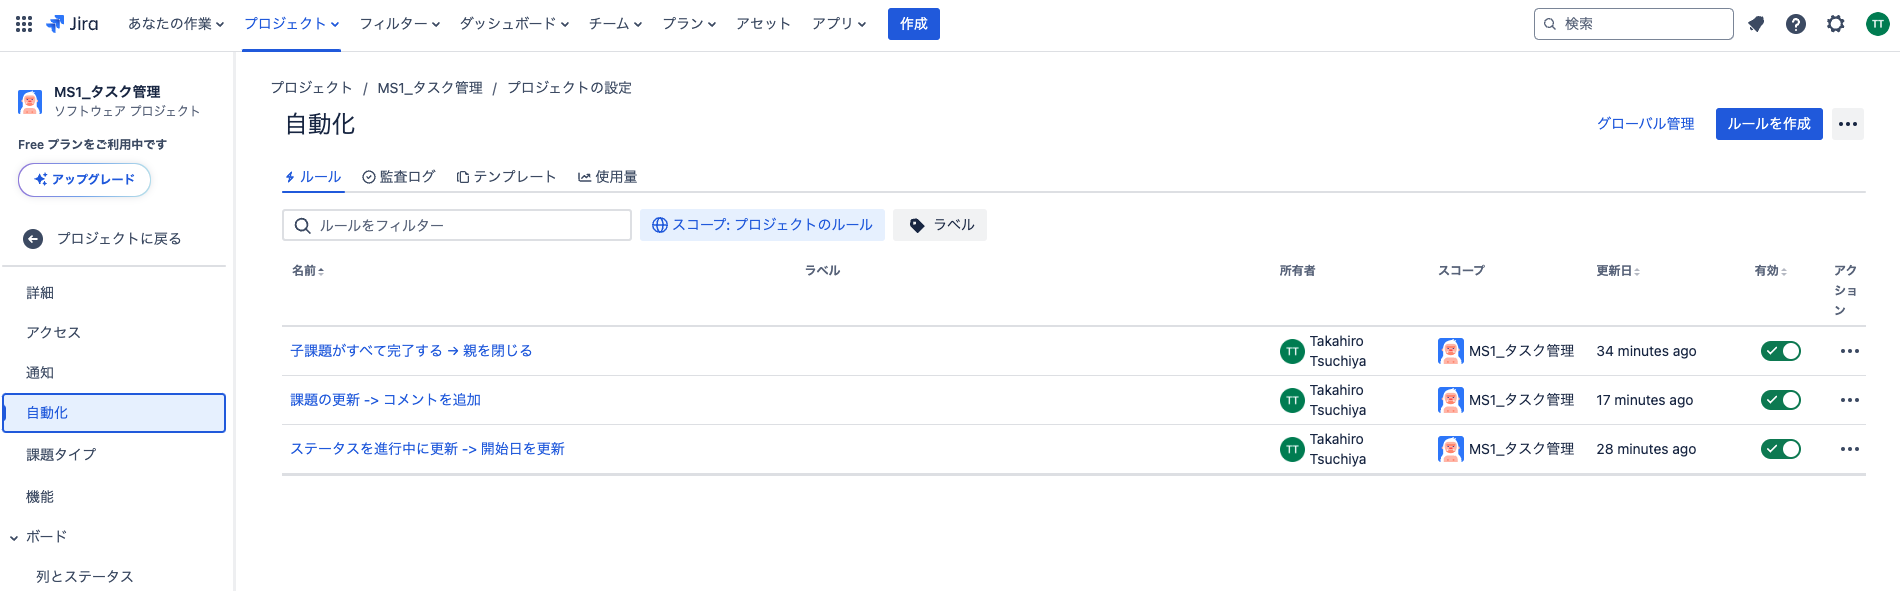 Jira あなたの作業 プロジェクト フィルター ダッシュボード チーム プラン アセット アプリ 作成 検索 TT
MS1_タスク管理
ソフトウェア プロジェクト
Free プランをご利用中です
アップグレード
プロジェクトに戻る
詳細
アクセス
通知
自動化
課題タイプ
機能
ボード
列とステータス
プロジェクト / MS1_タスク管理 / プロジェクトの設定
自動化 グローバル管理 ルールを作成
ルール 監査ログ テンプレート 使用量
ルールをフィルター スコープ: プロジェクトのルール ラベル
名前 ラベル 所有者 スコープ 更新日 有効 アク
ショ
ン
子課題がすべて完了する → 親を閉じる TT Takahiro
Tsuchiya MS1_タスク管理 34 minutes ago
課題の更新 -> コメントを追加 TT Takahiro
Tsuchiya MS1_タスク管理 17 minutes ago
ステータスを進行中に更新 -> 開始日を更新 TT Takahiro
Tsuchiya MS1_タスク管理 28 minutes ago